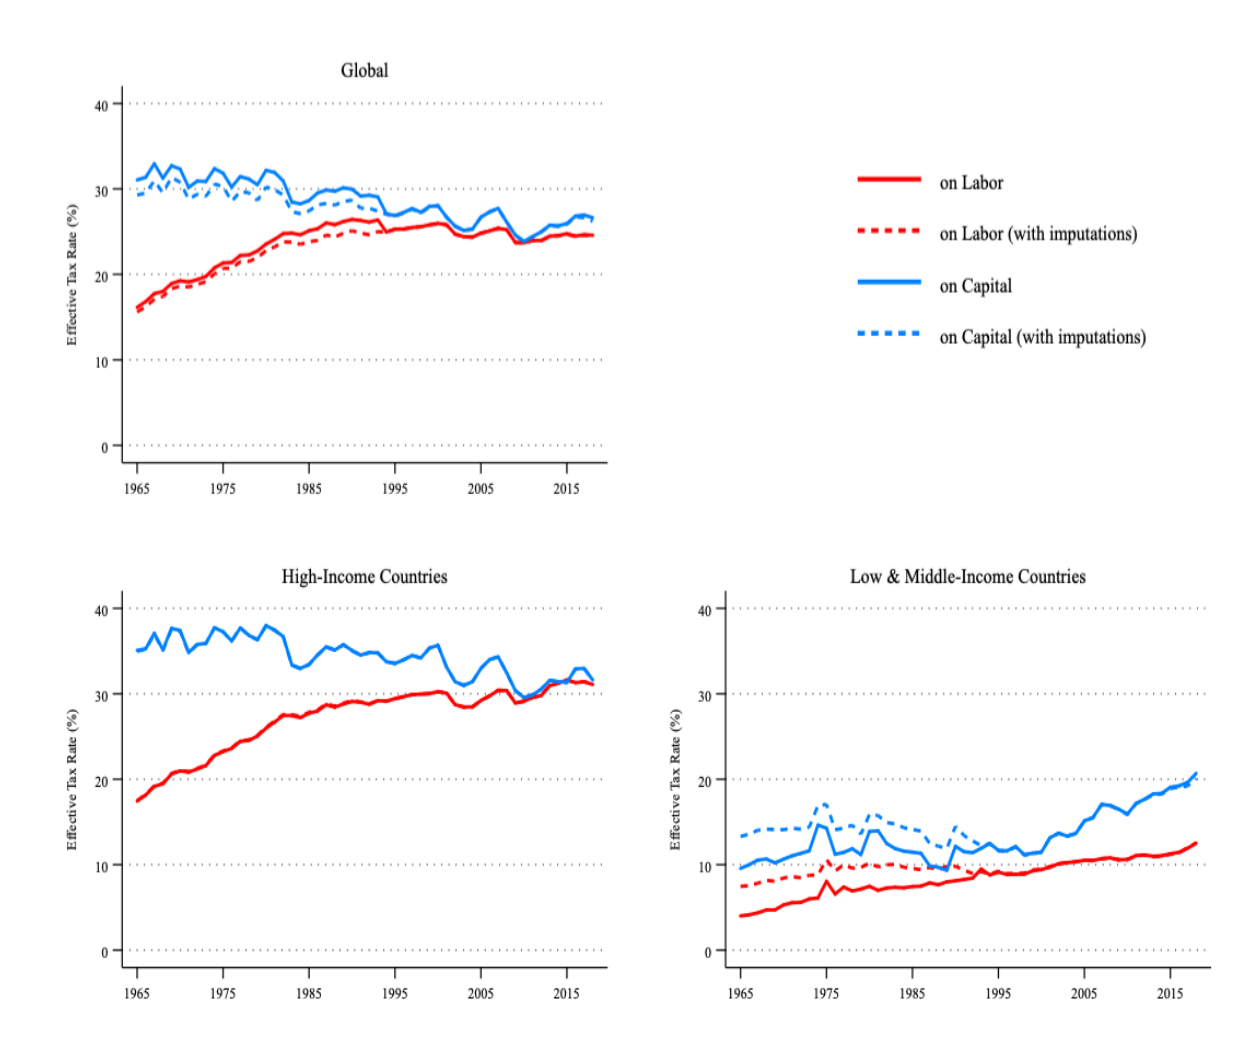 Global
40
30
20
10
0
Effective Tax Rate (%)
1965 1975 1985 1995 2005 2015
on Labor
on Labor (with imputations)
on Capital
on Capital (with imputations)
High-Income Countries
40
30
20
10
0
Effective Tax Rate (%)
1965 1975 1985 1995 2005 2015
Low & Middle-Income Countries
40
30
20
10
0
Effective Tax Rate (%)
1965 1975 1985 1995 2005 2015